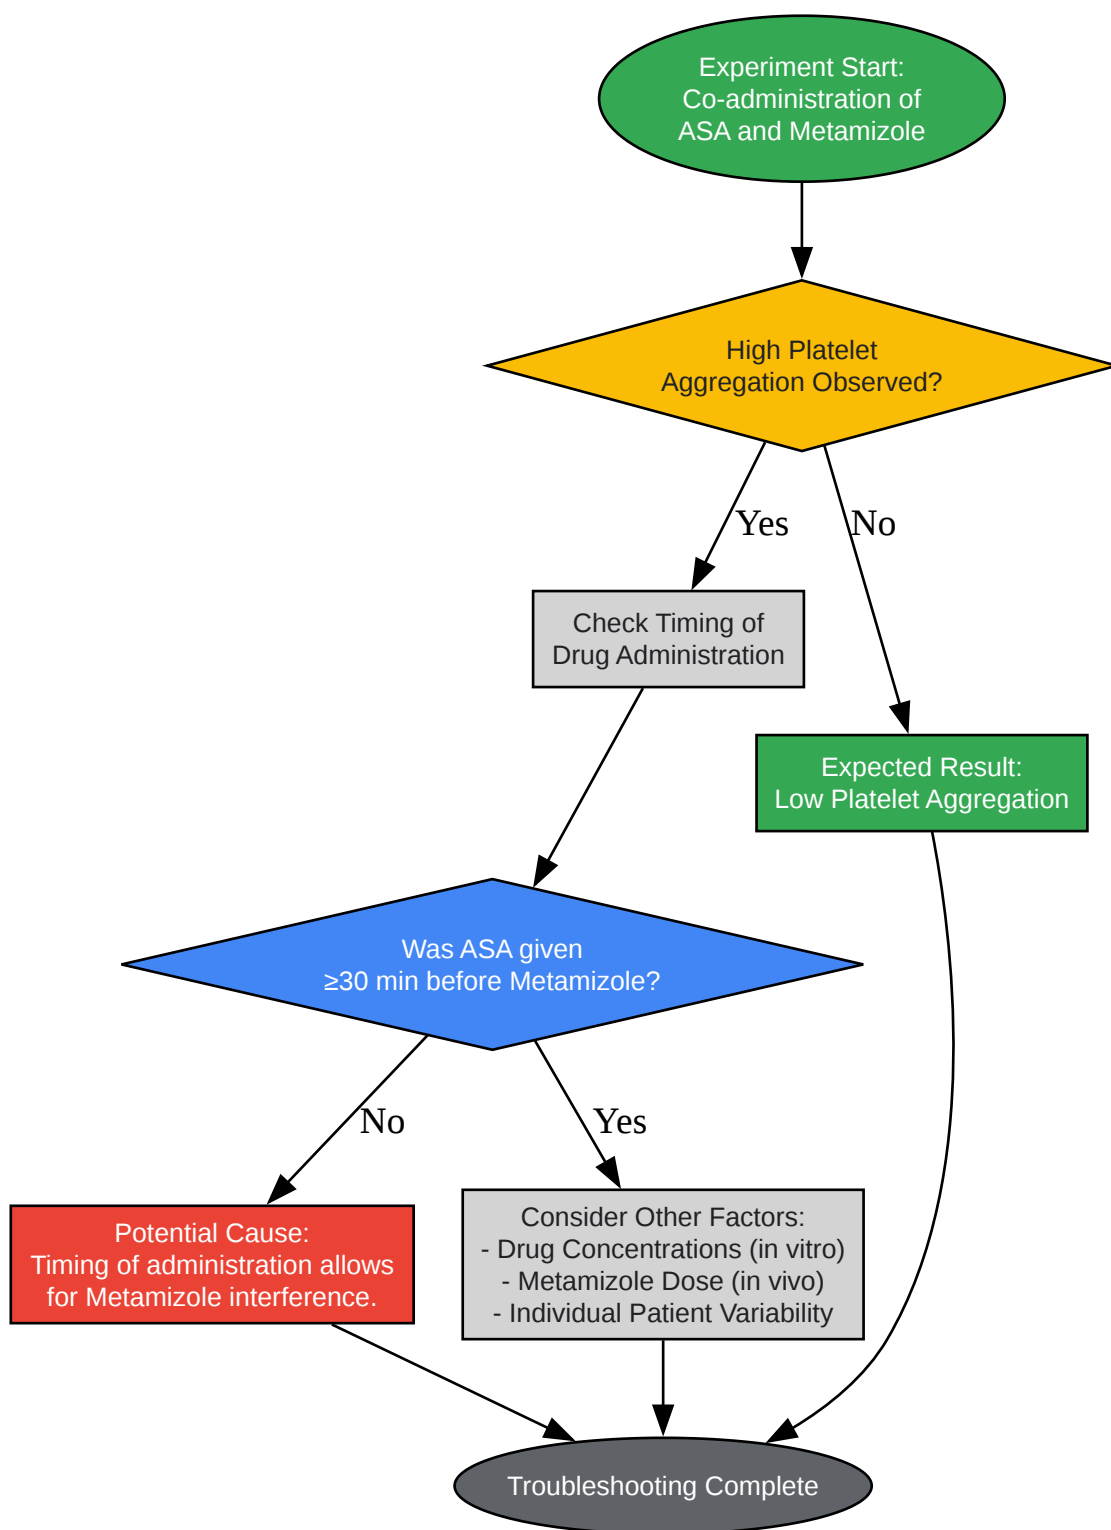 Experiment Start:
Co-administration of
ASA and Metamizole
High Platelet
Aggregation Observed?
Yes
No
Check Timing of
Drug Administration
Expected Result:
Low Platelet Aggregation
Was ASA given
≥30 min before Metamizole?
No
Yes
Potential Cause:
Timing of administration allows
for Metamizole interference.
Consider Other Factors:
- Drug Concentrations (in vitro)
- Metamizole Dose (in vivo)
- Individual Patient Variability
Troubleshooting Complete